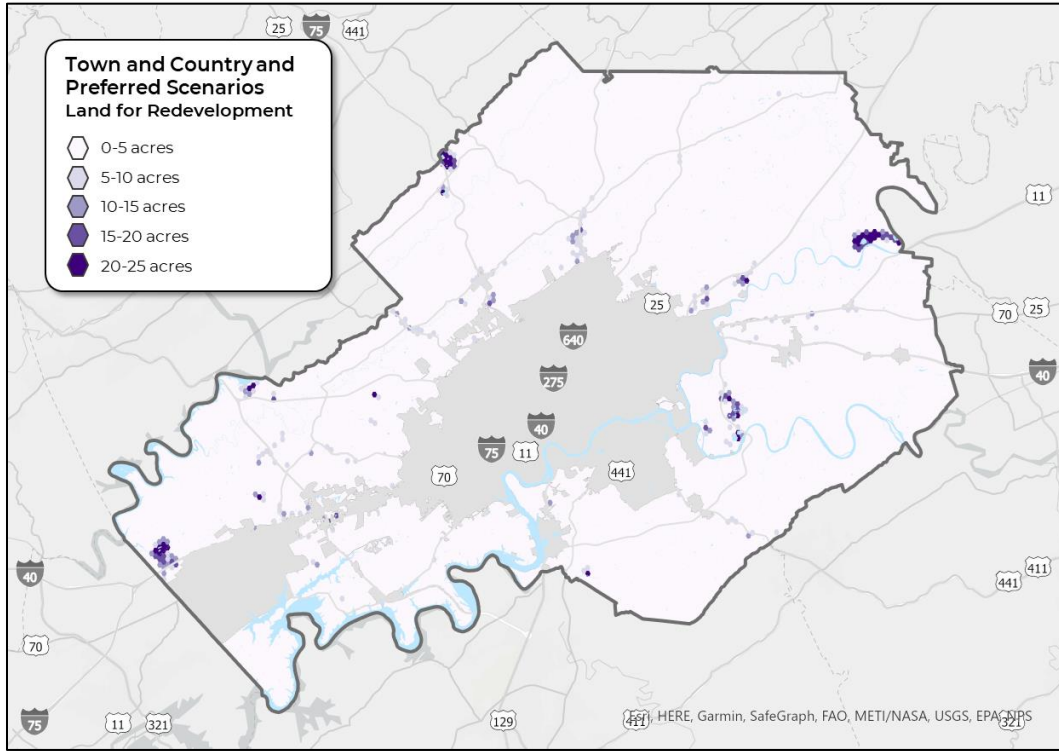 25
75
441
Town and Country and
Preferred Scenarios
Land for Redevelopment
0-5 acres
5-10 acres
10-15 acres
15-20 acres
20-25 acres
11
25
70
25
640
40
275
40
75
11
70
441
40
411
441
70
75
11
321
129
411
Esri, HERE, Garmin, SafeGraph, FAO, METI/NASA, USGS, EPA, NPS
321